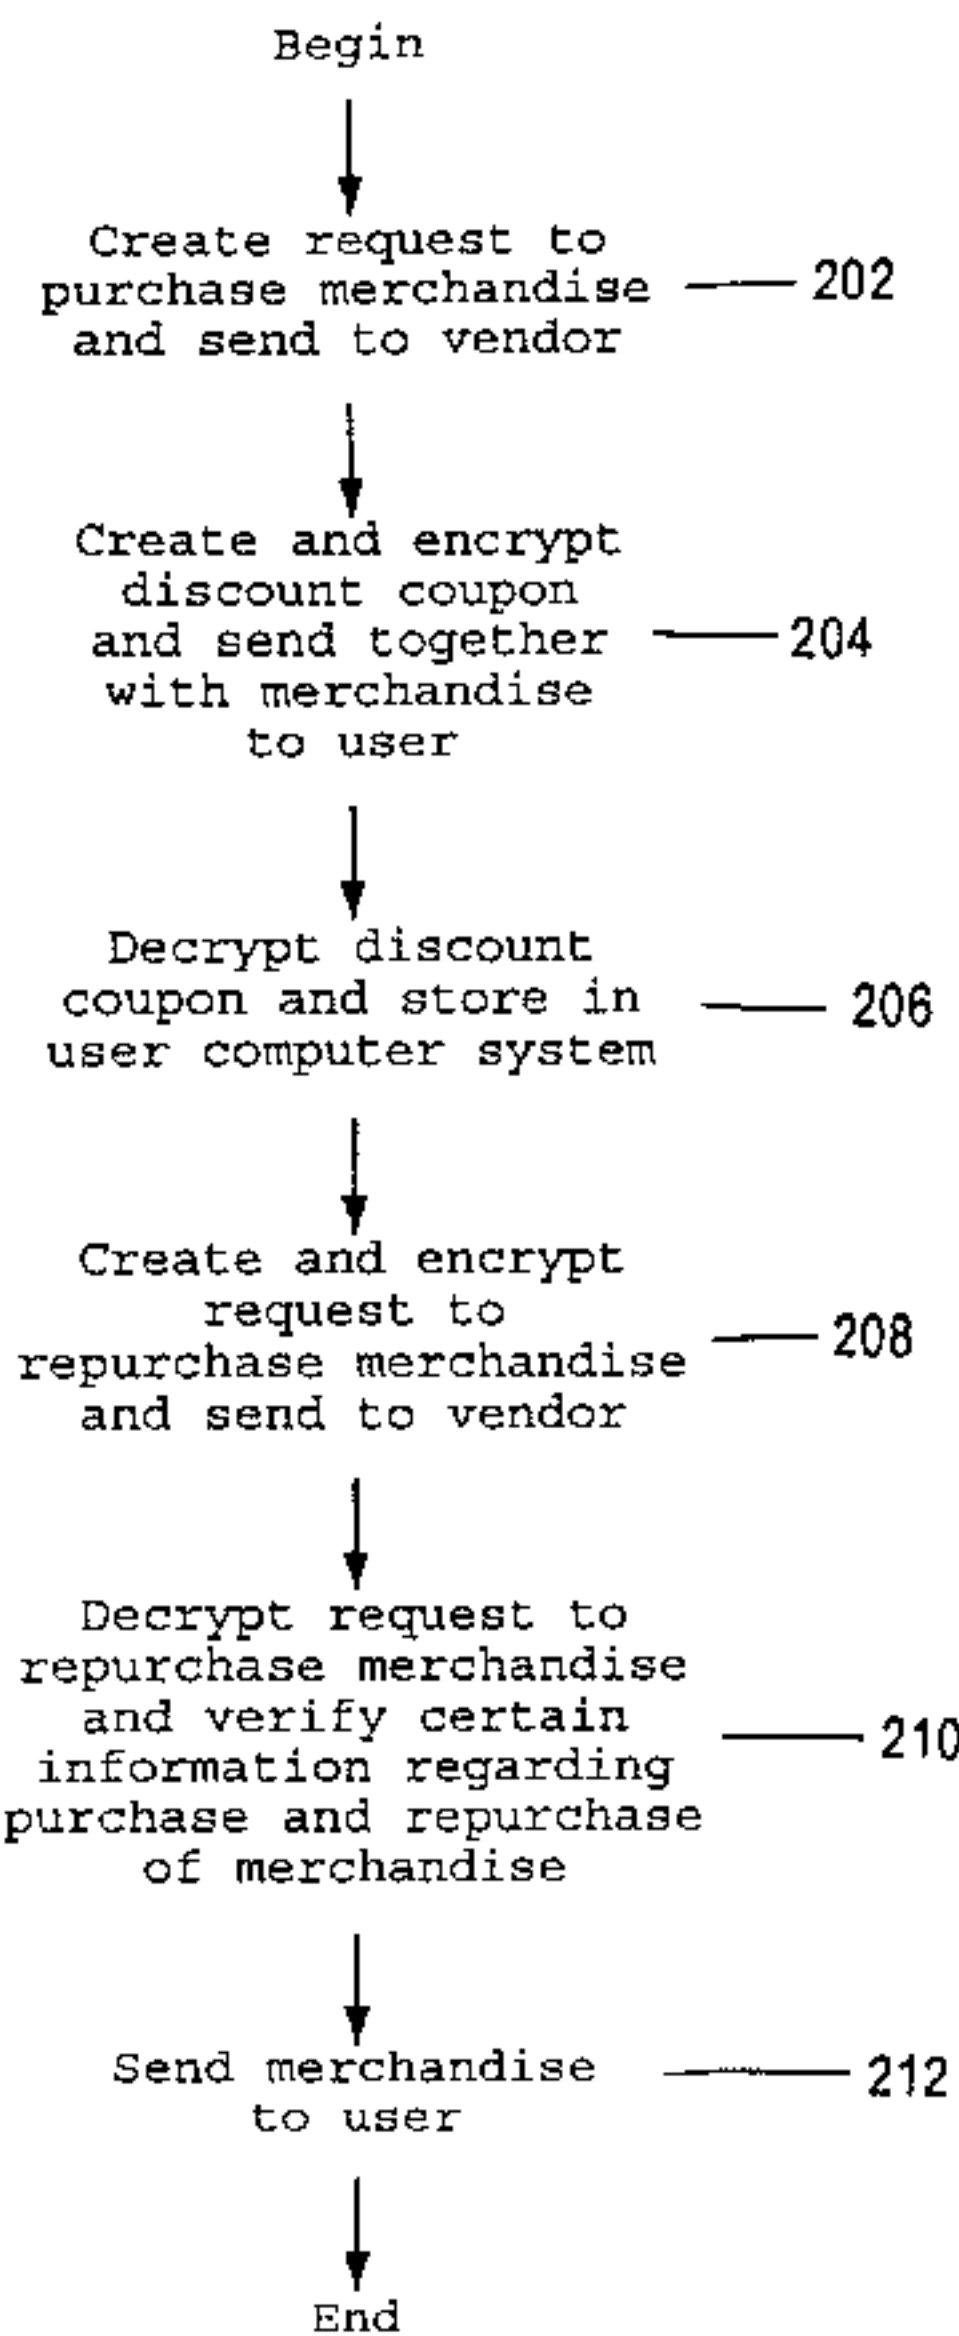 Begin
Create request to
purchase merchandise
and send to vendor
202
Create and encrypt
discount coupon
and send together
with merchandise
to user
204
Decrypt discount
coupon and store in
user computer system
206
Create and encrypt
request to
repurchase merchandise
and send to vendor
208
Decrypt request to
repurchase merchandise
and verify certain
information regarding
purchase and repurchase
of merchandise
210
Send merchandise
to user
212
End